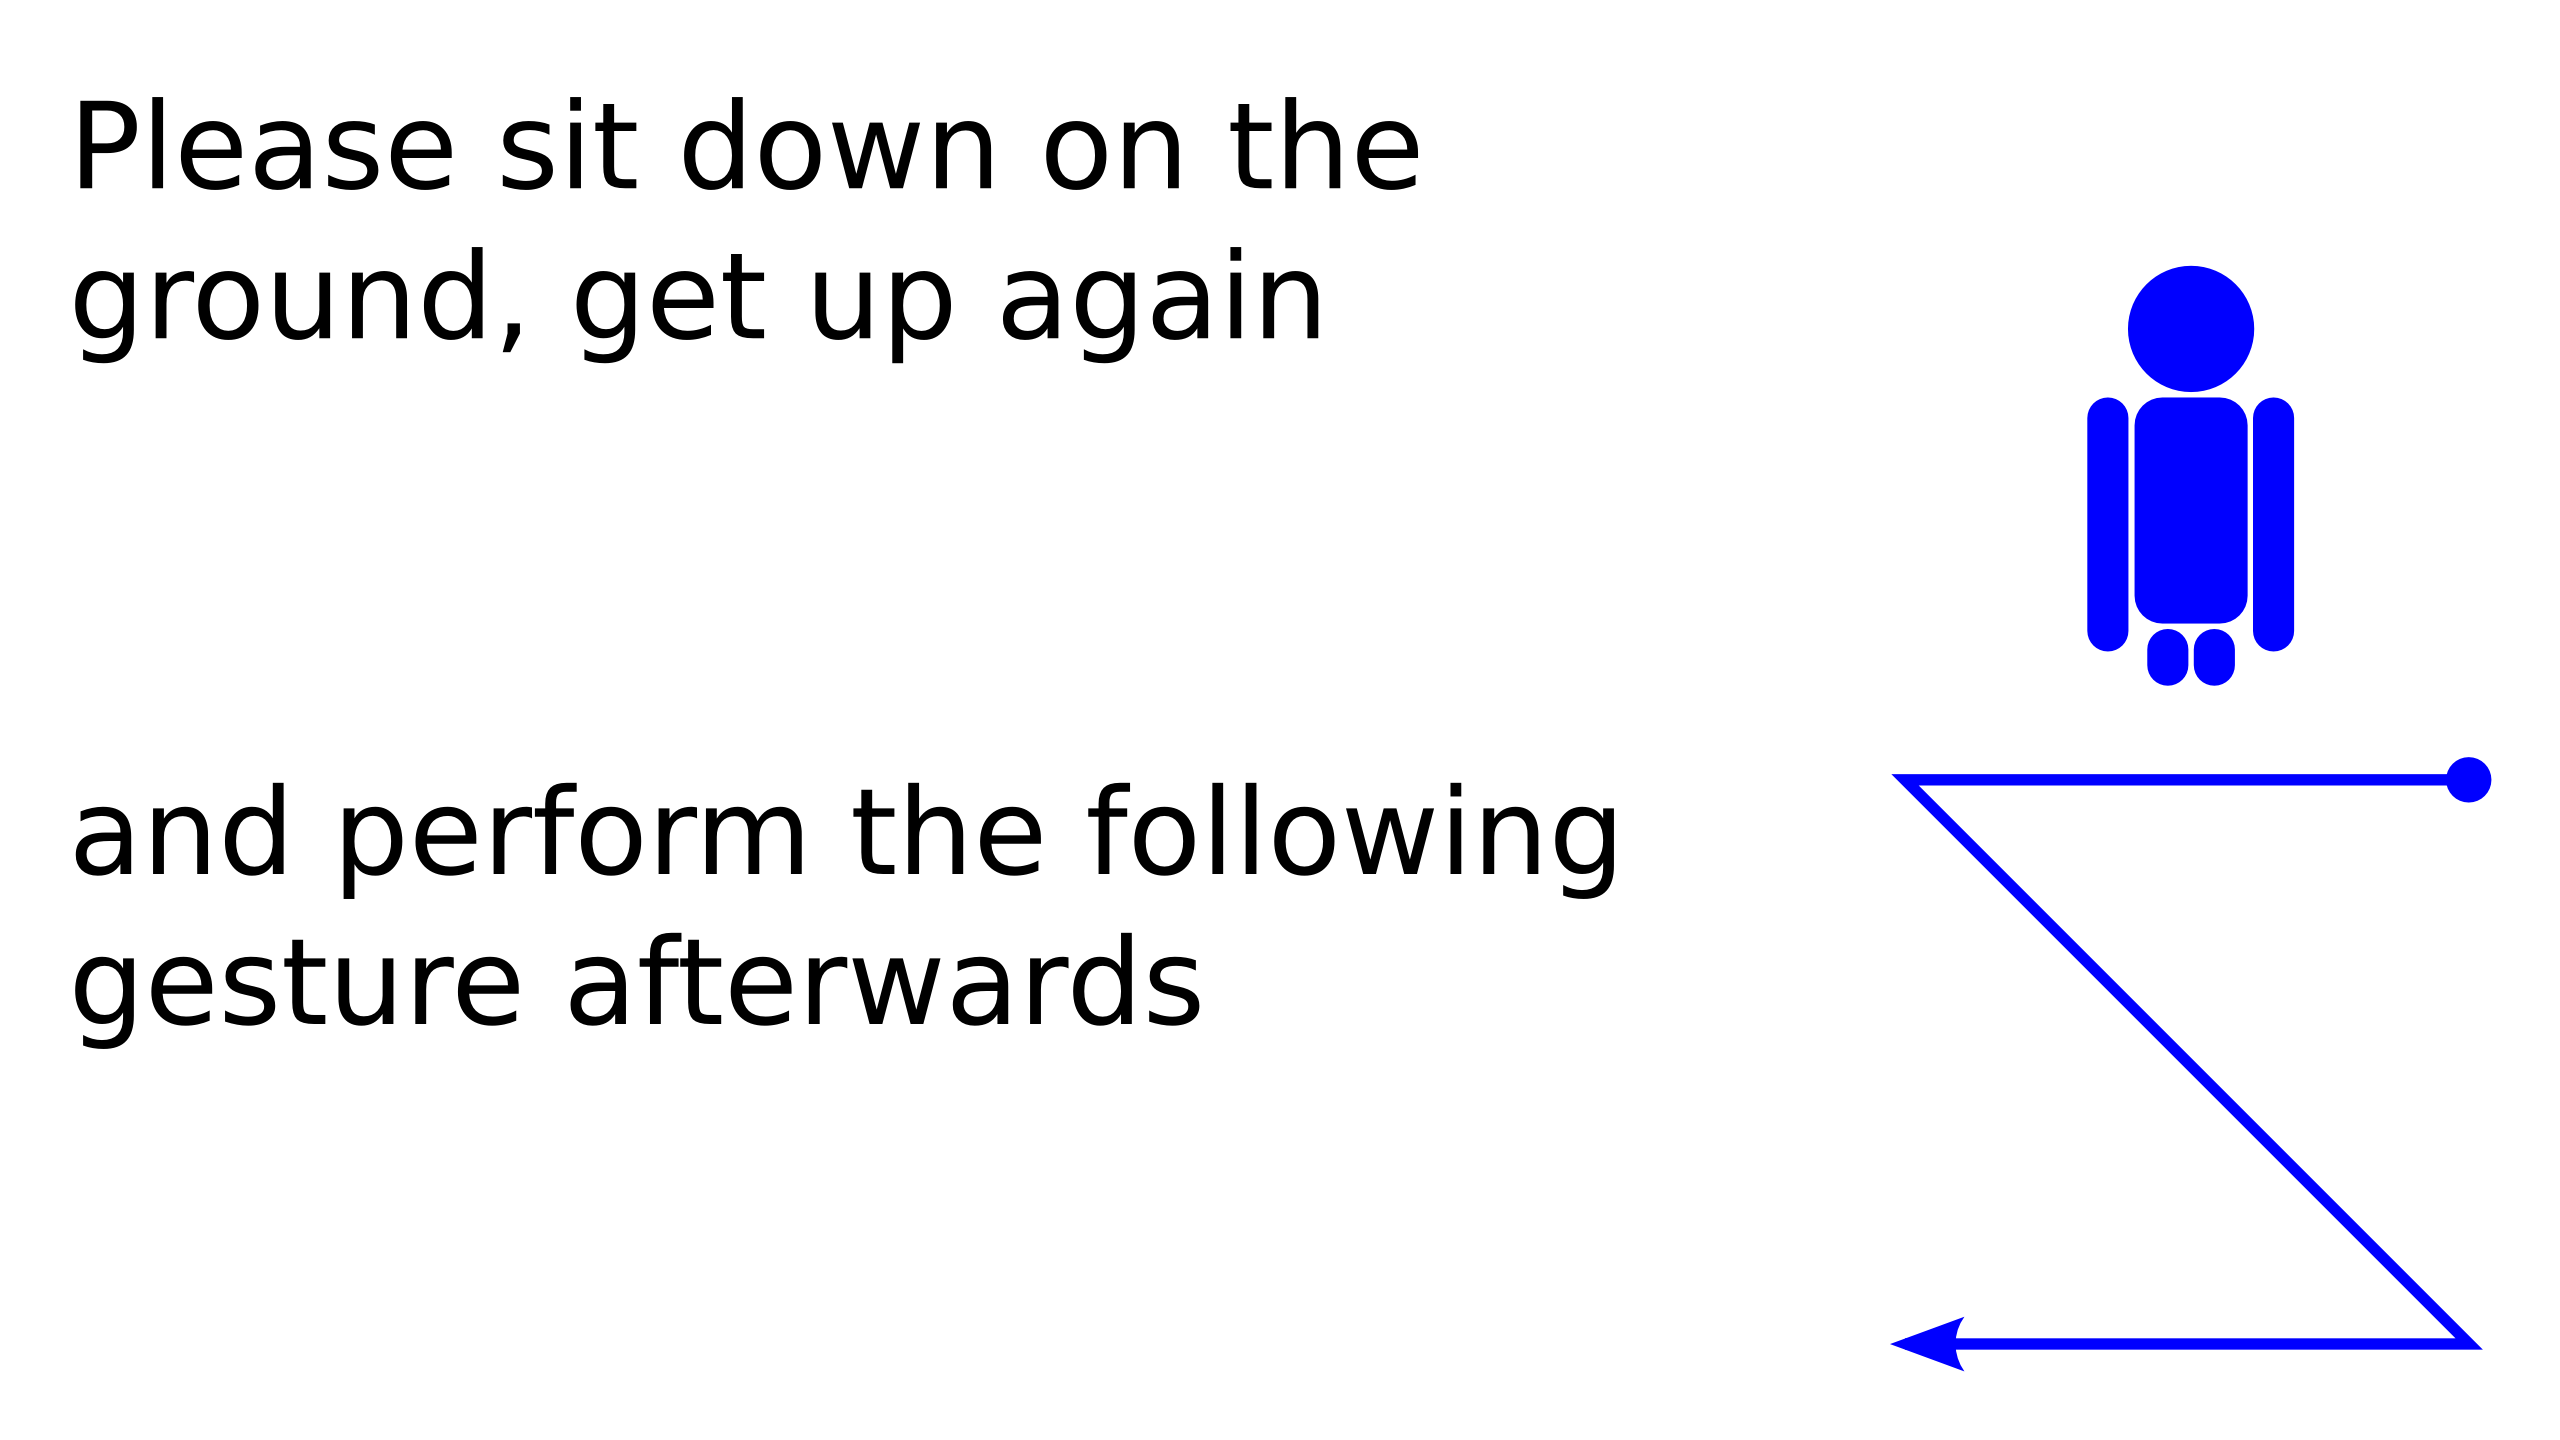 Please sit down on the
ground, get up again
and perform the following
gesture afterwards